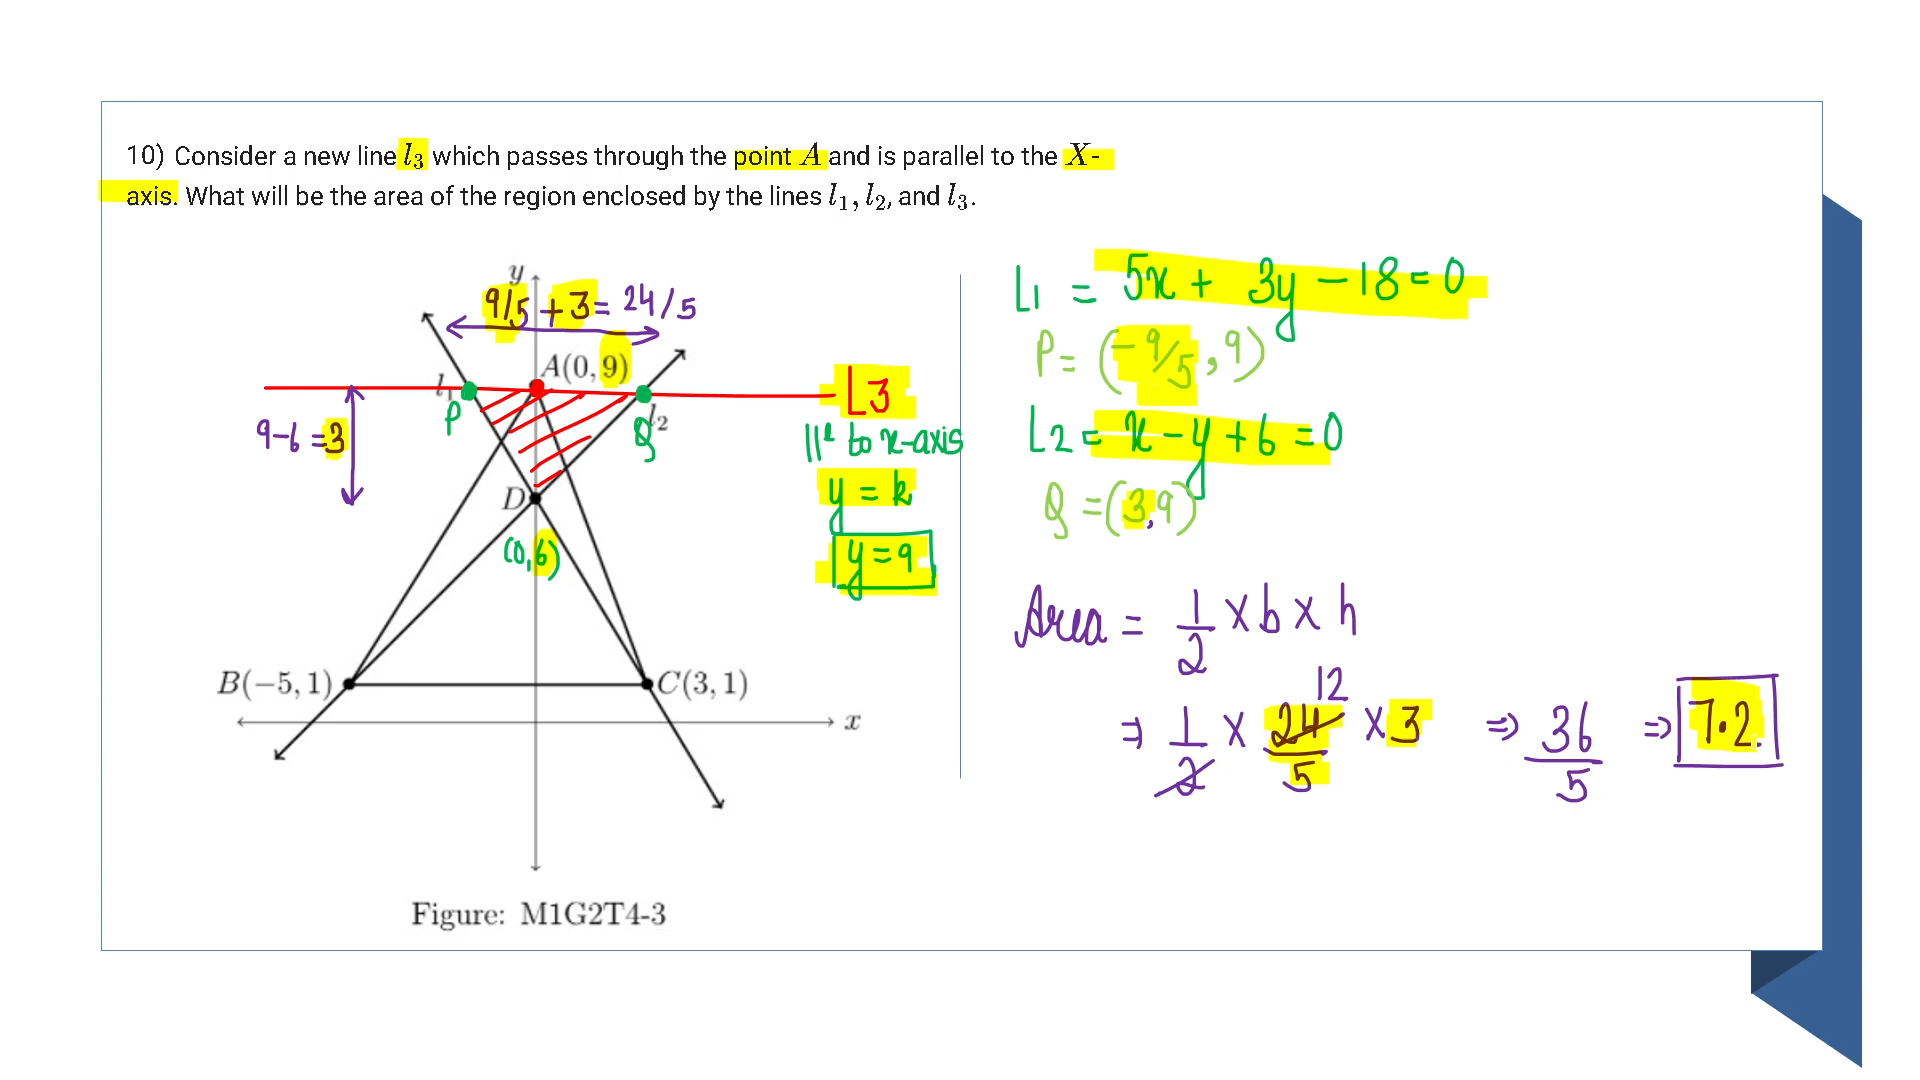 10) Consider a new line l₃ which passes through the point A and is parallel to the X-
axis. What will be the area of the region enclosed by the lines l₁, l₂, and l₃.
y
9/5 + 3 = 24/5
A(0, 9)
l₁
P
l₂
Q
9-6 = 3
D
(0,6)
B(−5, 1)
C(3, 1)
x
Figure: M1G2T4-3
L3
||ˡ to x-axis
y = k
y = 9
L1 = 5x + 3y - 18 = 0
P = (-9/5, 9)
L2 = x - y + 6 = 0
Q = (3,9)
Area = 1/2 × b × h
12
⇒ 1/2 × 24/5 × 3 ⇒ 36/5 ⇒ 7.2